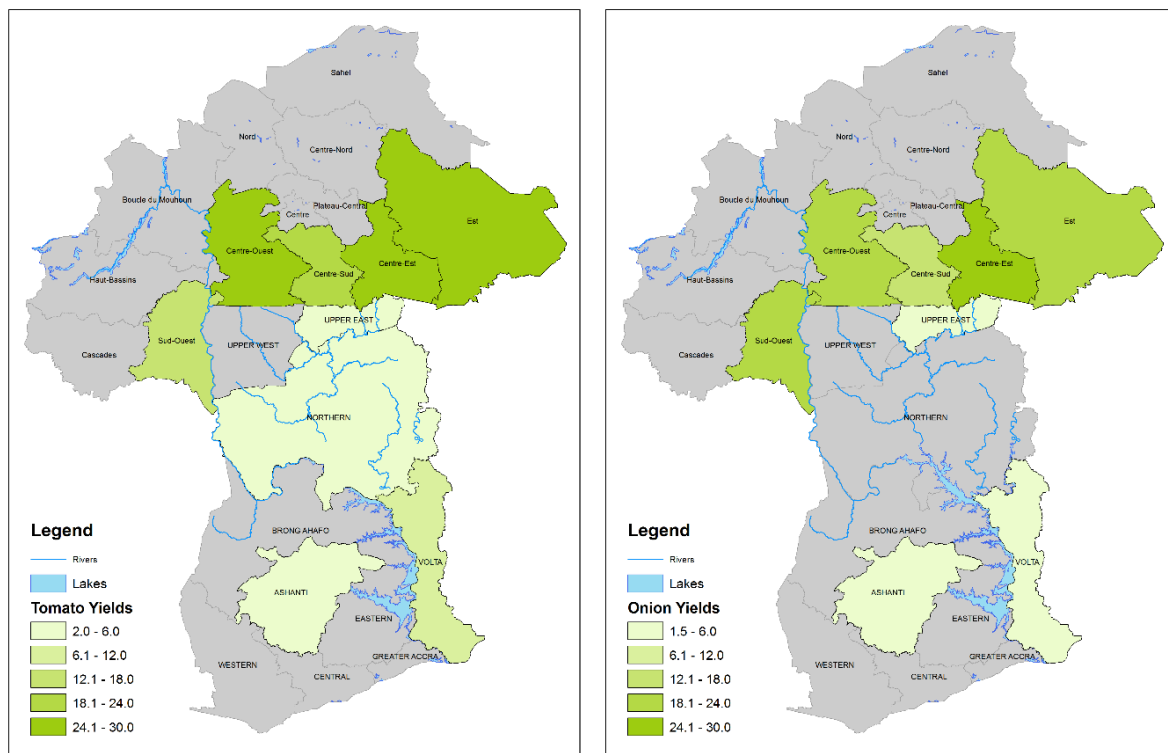 Sahel
Nord
Centre-Nord
Boucle du Mouhoun
Plateau-Central
Centre
Est
Centre-Ouest
Centre-Est
Centre-Sud
Haut-Bassins
UPPER EAST
Sud-Ouest
UPPER WEST
Cascades
NORTHERN
BRONG AHAFO
VOLTA
ASHANTI
EASTERN
GREATER ACCRA
WESTERN
CENTRAL
Legend
Rivers
Lakes
Tomato Yields
2.0 - 6.0
6.1 - 12.0
12.1 - 18.0
18.1 - 24.0
24.1 - 30.0
Sahel
Nord
Centre-Nord
Boucle du Mouhoun
Plateau-Central
Centre
Est
Centre-Ouest
Centre-Est
Centre-Sud
Haut-Bassins
UPPER EAST
Sud-Ouest
UPPER WEST
Cascades
NORTHERN
BRONG AHAFO
VOLTA
ASHANTI
EASTERN
GREATER ACCRA
WESTERN
CENTRAL
Legend
Rivers
Lakes
Onion Yields
1.5 - 6.0
6.1 - 12.0
12.1 - 18.0
18.1 - 24.0
24.1 - 30.0